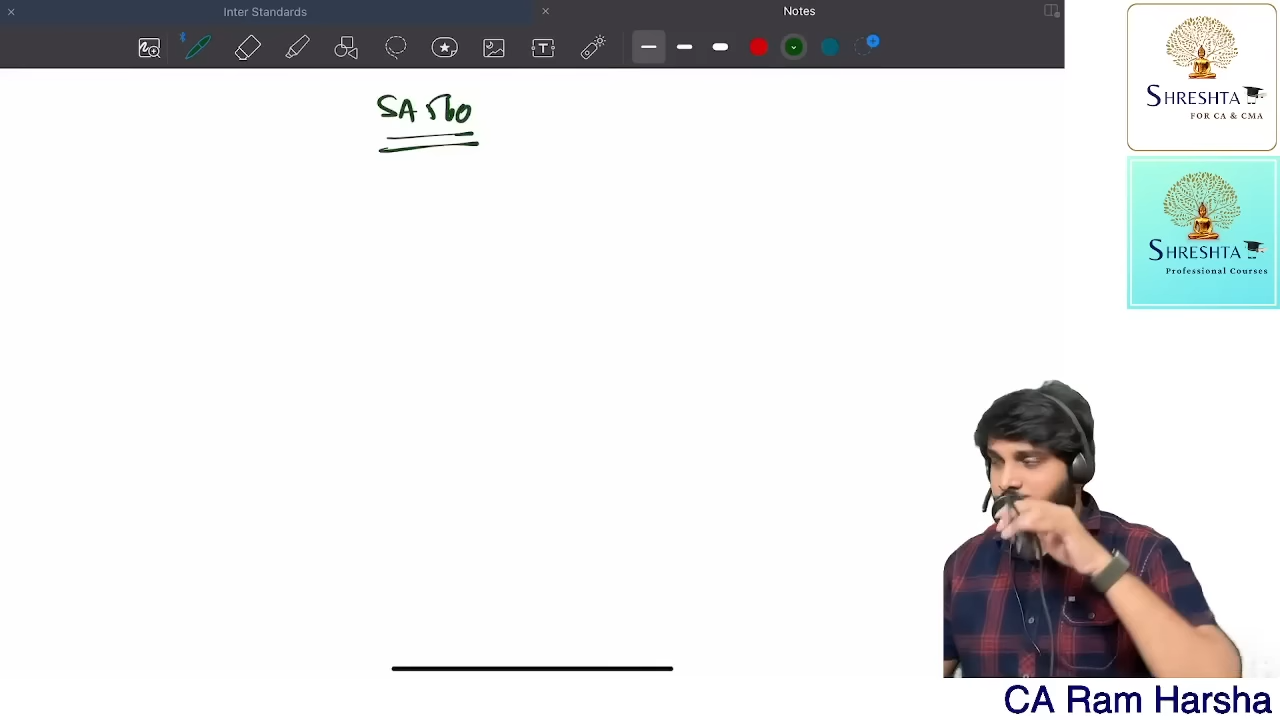 Inter Standards
Notes
SA 560
SHRESHTA
FOR CA & CMA
SHRESHTA
Professional Courses
CA Ram Harsha